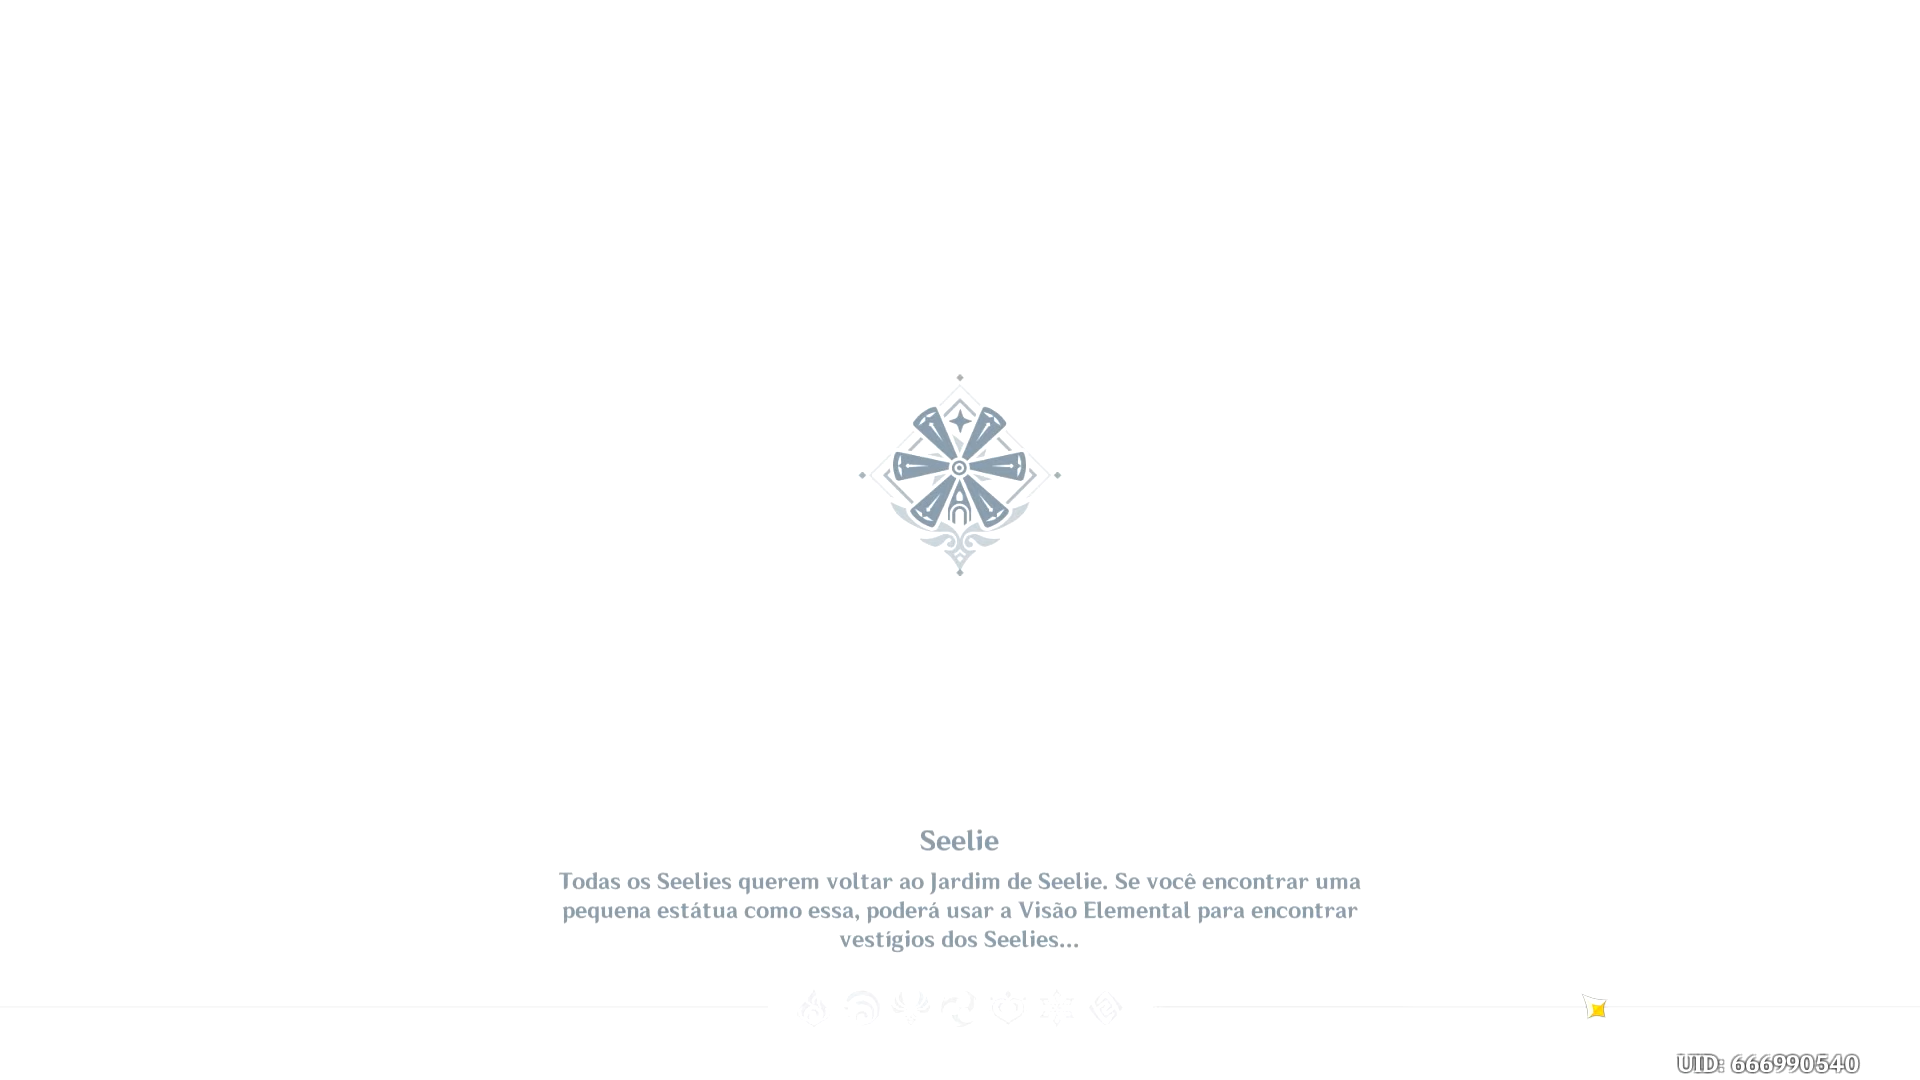 Seelie
Todas os Seelies querem voltar ao Jardim de Seelie. Se você encontrar uma
pequena estátua como essa, poderá usar a Visão Elemental para encontrar
vestígios dos Seelies...
UID: 666990540